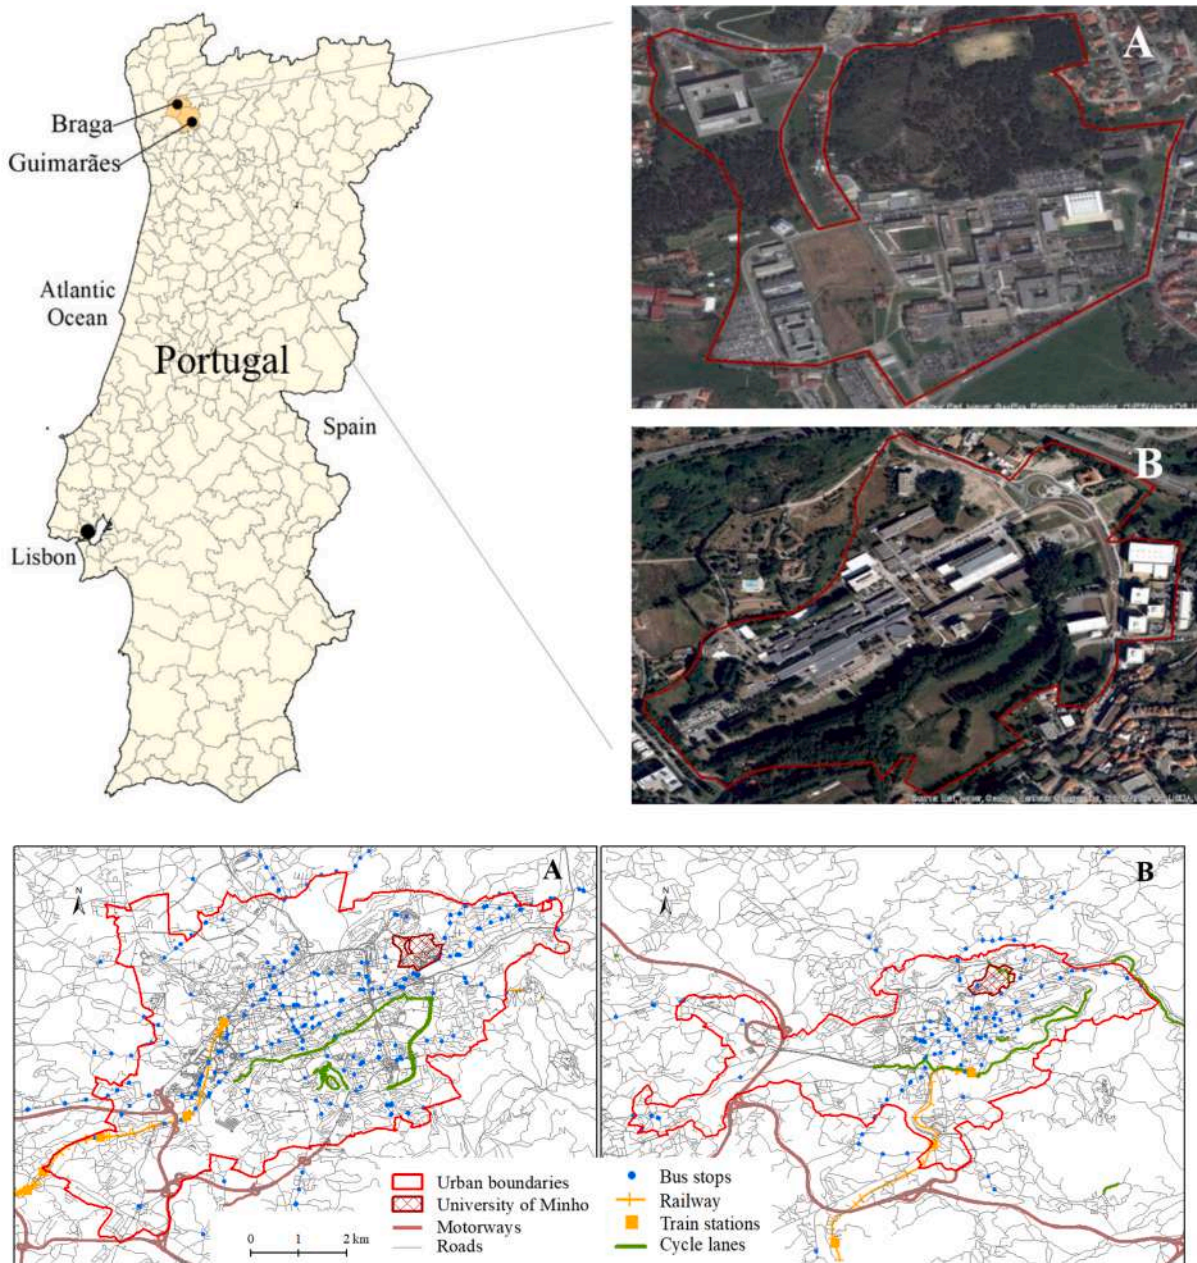 A
Braga
Guimarães
Atlantic
Ocean
Portugal
Spain
B
Lisbon
A
B
N
N
Urban boundaries
University of Minho
Motorways
Roads
0 1 2 km
Bus stops
Railway
Train stations
Cycle lanes